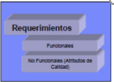 Requerimientos
Funcionales
No Funcionales (Atributos de
Calidad)